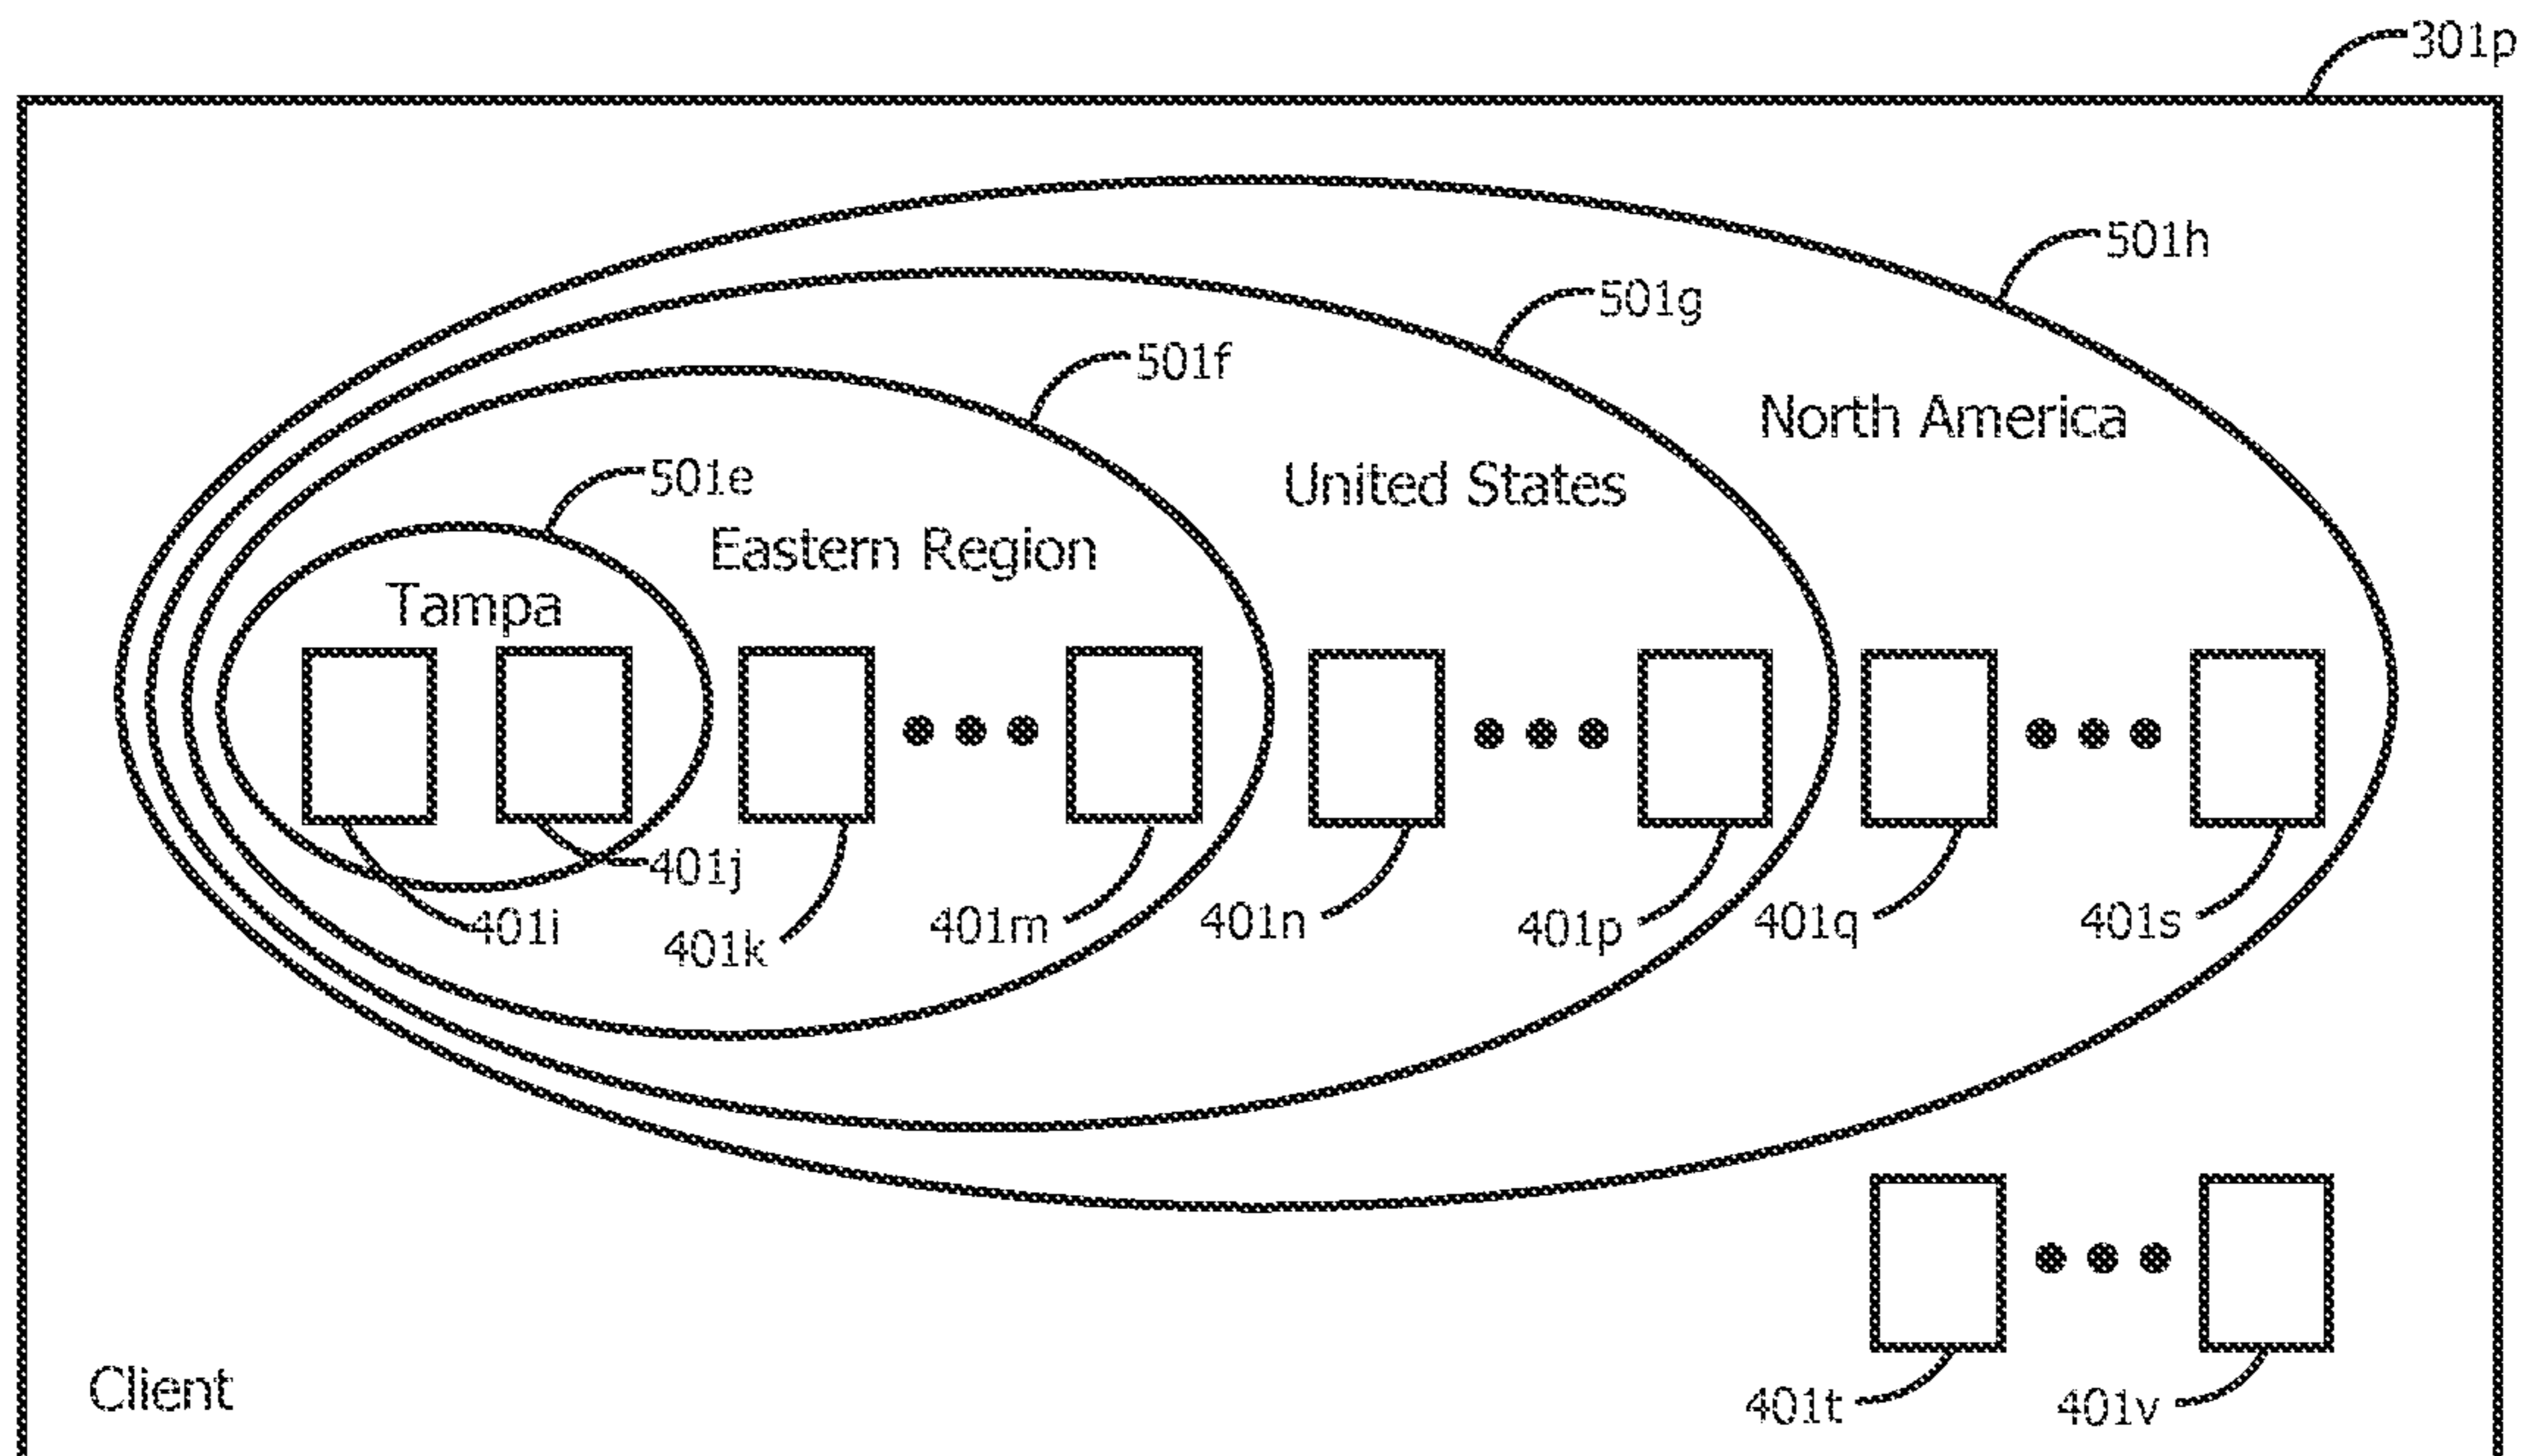 301p
501h
501g
501f
North America
501e
United States
Eastern Region
Tampa
401j
401i
401k
401m
401n
401p
401q
401s
Client
401t
401v